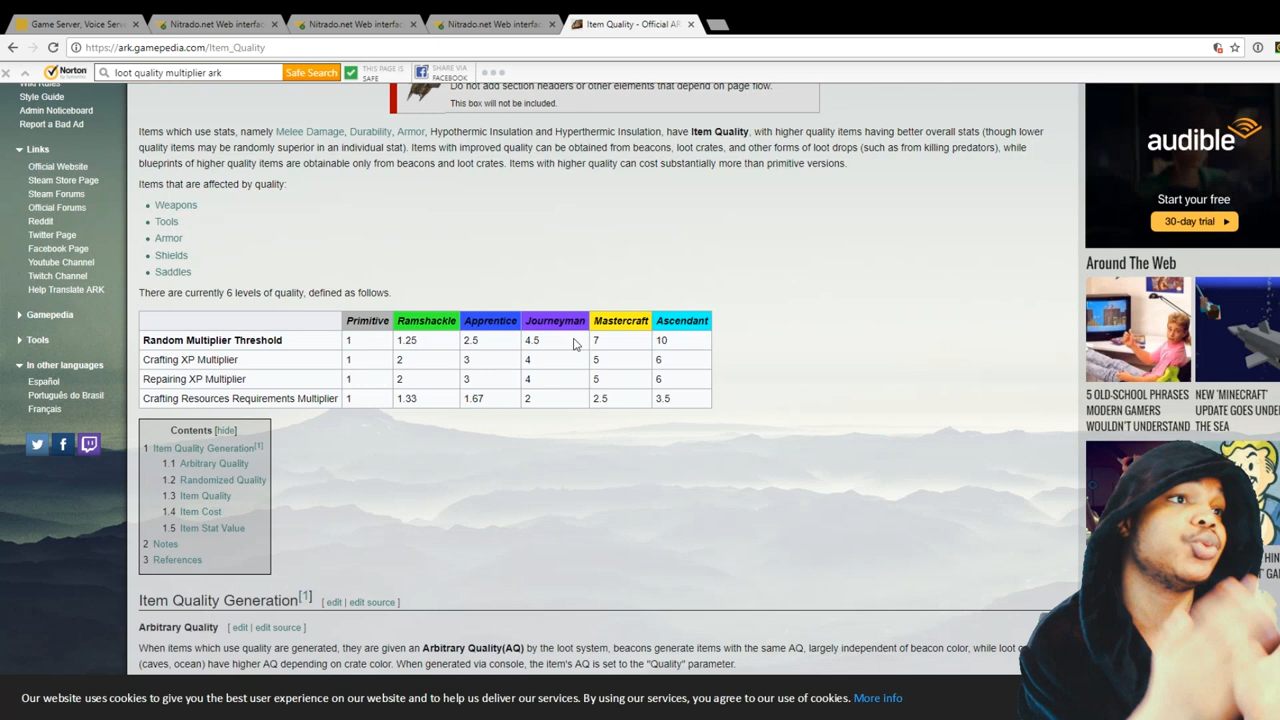 Game Server, Voice Serve
Nitrado.net Web interfac
Nitrado.net Web interfac
Nitrado.net Web interfac
Item Quality - Official AR
https://ark.gamepedia.com/Item_Quality
Norton
loot quality multiplier ark
Safe Search
THIS PAGE IS
SAFE
SHARE VIA
FACEBOOK
Wiki Rules
Style Guide
Admin Noticeboard
Report a Bad Ad
Links
Official Website
Steam Store Page
Steam Forums
Official Forums
Reddit
Twitter Page
Facebook Page
Youtube Channel
Twitch Channel
Help Translate ARK
Gamepedia
Tools
In other languages
Español
Português do Brasil
Français
Do not add section headers or other elements that depend on page flow.
This box will not be included.
Items which use stats, namely Melee Damage, Durability, Armor, Hypothermic Insulation and Hyperthermic Insulation, have Item Quality, with higher quality items having better overall stats (though lower
quality items may be randomly superior in an individual stat). Items with improved quality can be obtained from beacons, loot crates, and other forms of loot drops (such as from killing predators), while
blueprints of higher quality items are obtainable only from beacons and loot crates. Items with higher quality can cost substantially more than primitive versions.
Items that are affected by quality:
Weapons
Tools
Armor
Shields
Saddles
There are currently 6 levels of quality, defined as follows.
Primitive Ramshackle Apprentice Journeyman Mastercraft Ascendant
Random Multiplier Threshold 1 1.25 2.5 4.5 7 10
Crafting XP Multiplier 1 2 3 4 5 6
Repairing XP Multiplier 1 2 3 4 5 6
Crafting Resources Requirements Multiplier 1 1.33 1.67 2 2.5 3.5
Contents [hide]
1 Item Quality Generation[1]
1.1 Arbitrary Quality
1.2 Randomized Quality
1.3 Item Quality
1.4 Item Cost
1.5 Item Stat Value
2 Notes
3 References
Item Quality Generation[1] [ edit | edit source ]
Arbitrary Quality [ edit | edit source ]
When items which use quality are generated, they are given an Arbitrary Quality(AQ) by the loot system, beacons generate items with the same AQ, largely independent of beacon color, while loot
(caves, ocean) have higher AQ depending on crate color. When generated via console, the item's AQ is set to the "Quality" parameter.
audible
Start your free
30-day trial
Around The Web
5 OLD-SCHOOL PHRASES
MODERN GAMERS
WOULDN'T UNDERSTAND
NEW 'MINECRAFT'
UPDATE GOES UNDE
THE SEA
Our website uses cookies to give you the best user experience on our website and to help us deliver our services. By using our services, you agree to our use of cookies. More info